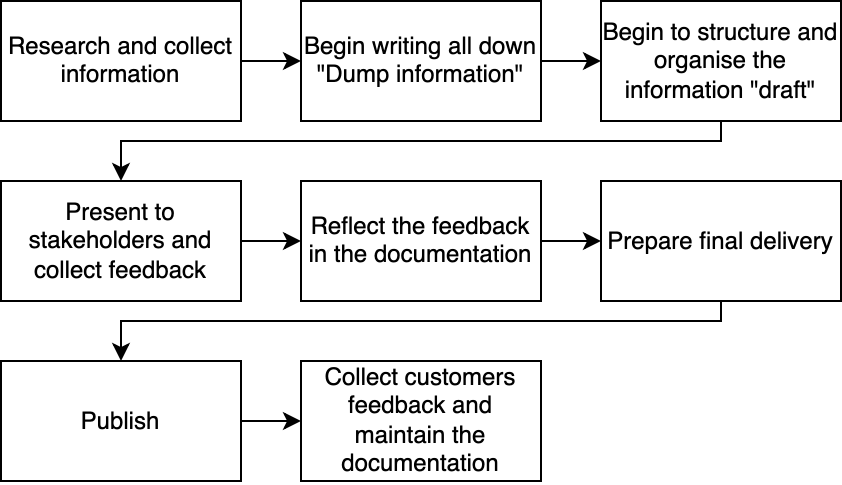 Research and collect
information
Begin writing all down
"Dump information"
Begin to structure and
organise the
information "draft"
Present to
stakeholders and
collect feedback
Reflect the feedback
in the documentation
Prepare final delivery
Publish
Collect customers
feedback and
maintain the
documentation